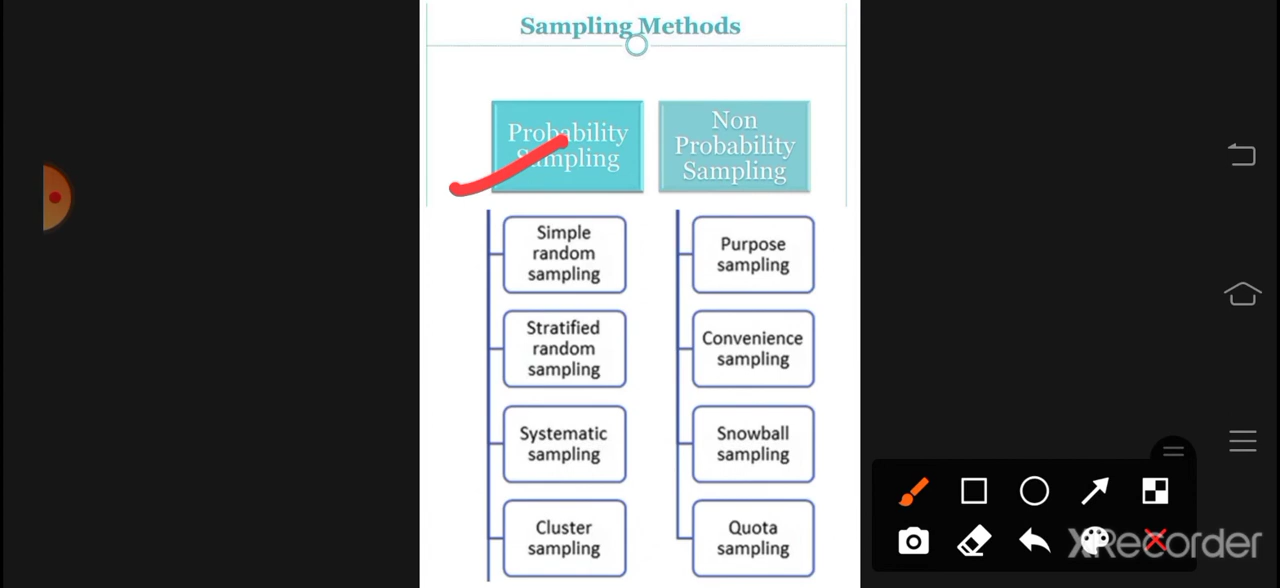 Sampling Methods
Probability
Sampling
Non
Probability
Sampling
Simple
random
sampling
Stratified
random
sampling
Systematic
sampling
Cluster
sampling
Purpose
sampling
Convenience
sampling
Snowball
sampling
Quota
sampling
XRecorder